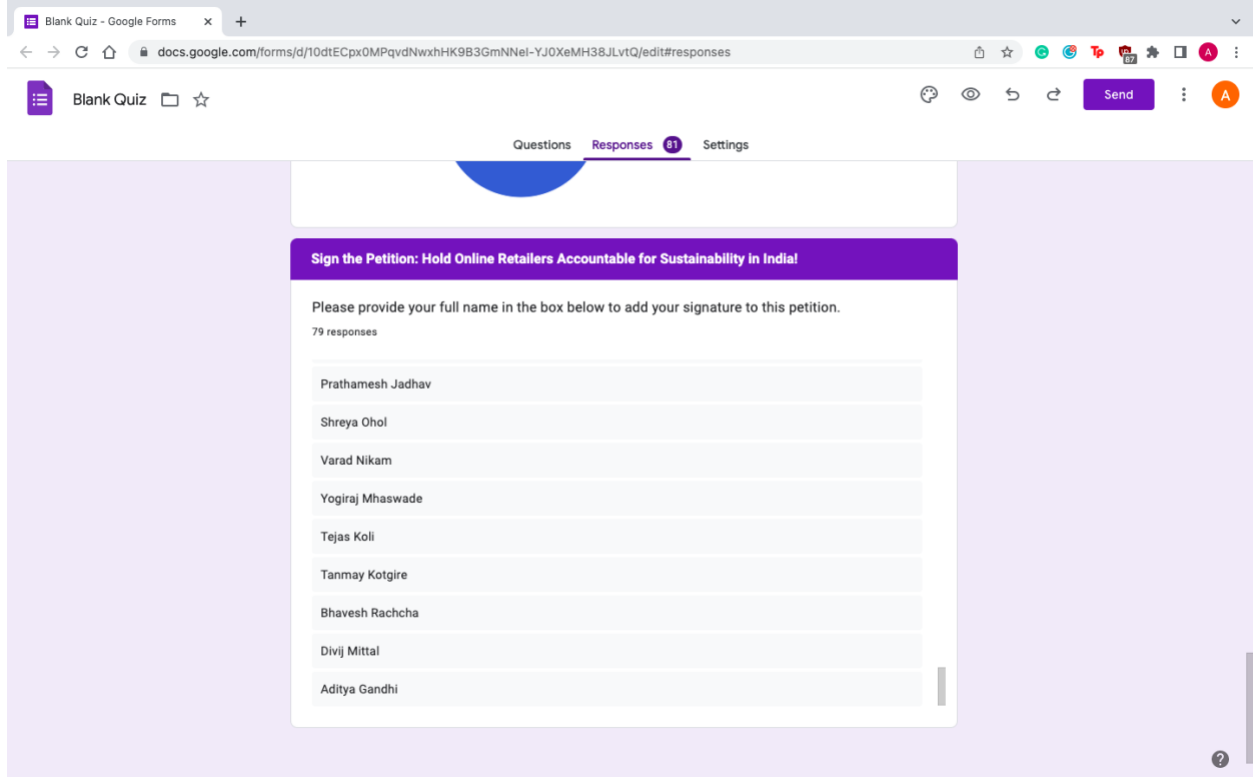 Blank Quiz - Google Forms
docs.google.com/forms/d/10dtECpx0MPqvdNwxhHK9B3GmNNel-YJ0XeMH38JLvtQ/edit#responses
87
A
Blank Quiz
Send
A
Questions Responses 81 Settings
Sign the Petition: Hold Online Retailers Accountable for Sustainability in India!
Please provide your full name in the box below to add your signature to this petition.
79 responses
Prathamesh Jadhav
Shreya Ohol
Varad Nikam
Yogiraj Mhaswade
Tejas Koli
Tanmay Kotgire
Bhavesh Rachcha
Divij Mittal
Aditya Gandhi